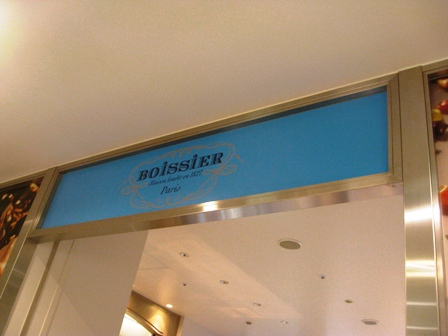 BOISSIER
Maison fondée en 1827
Paris